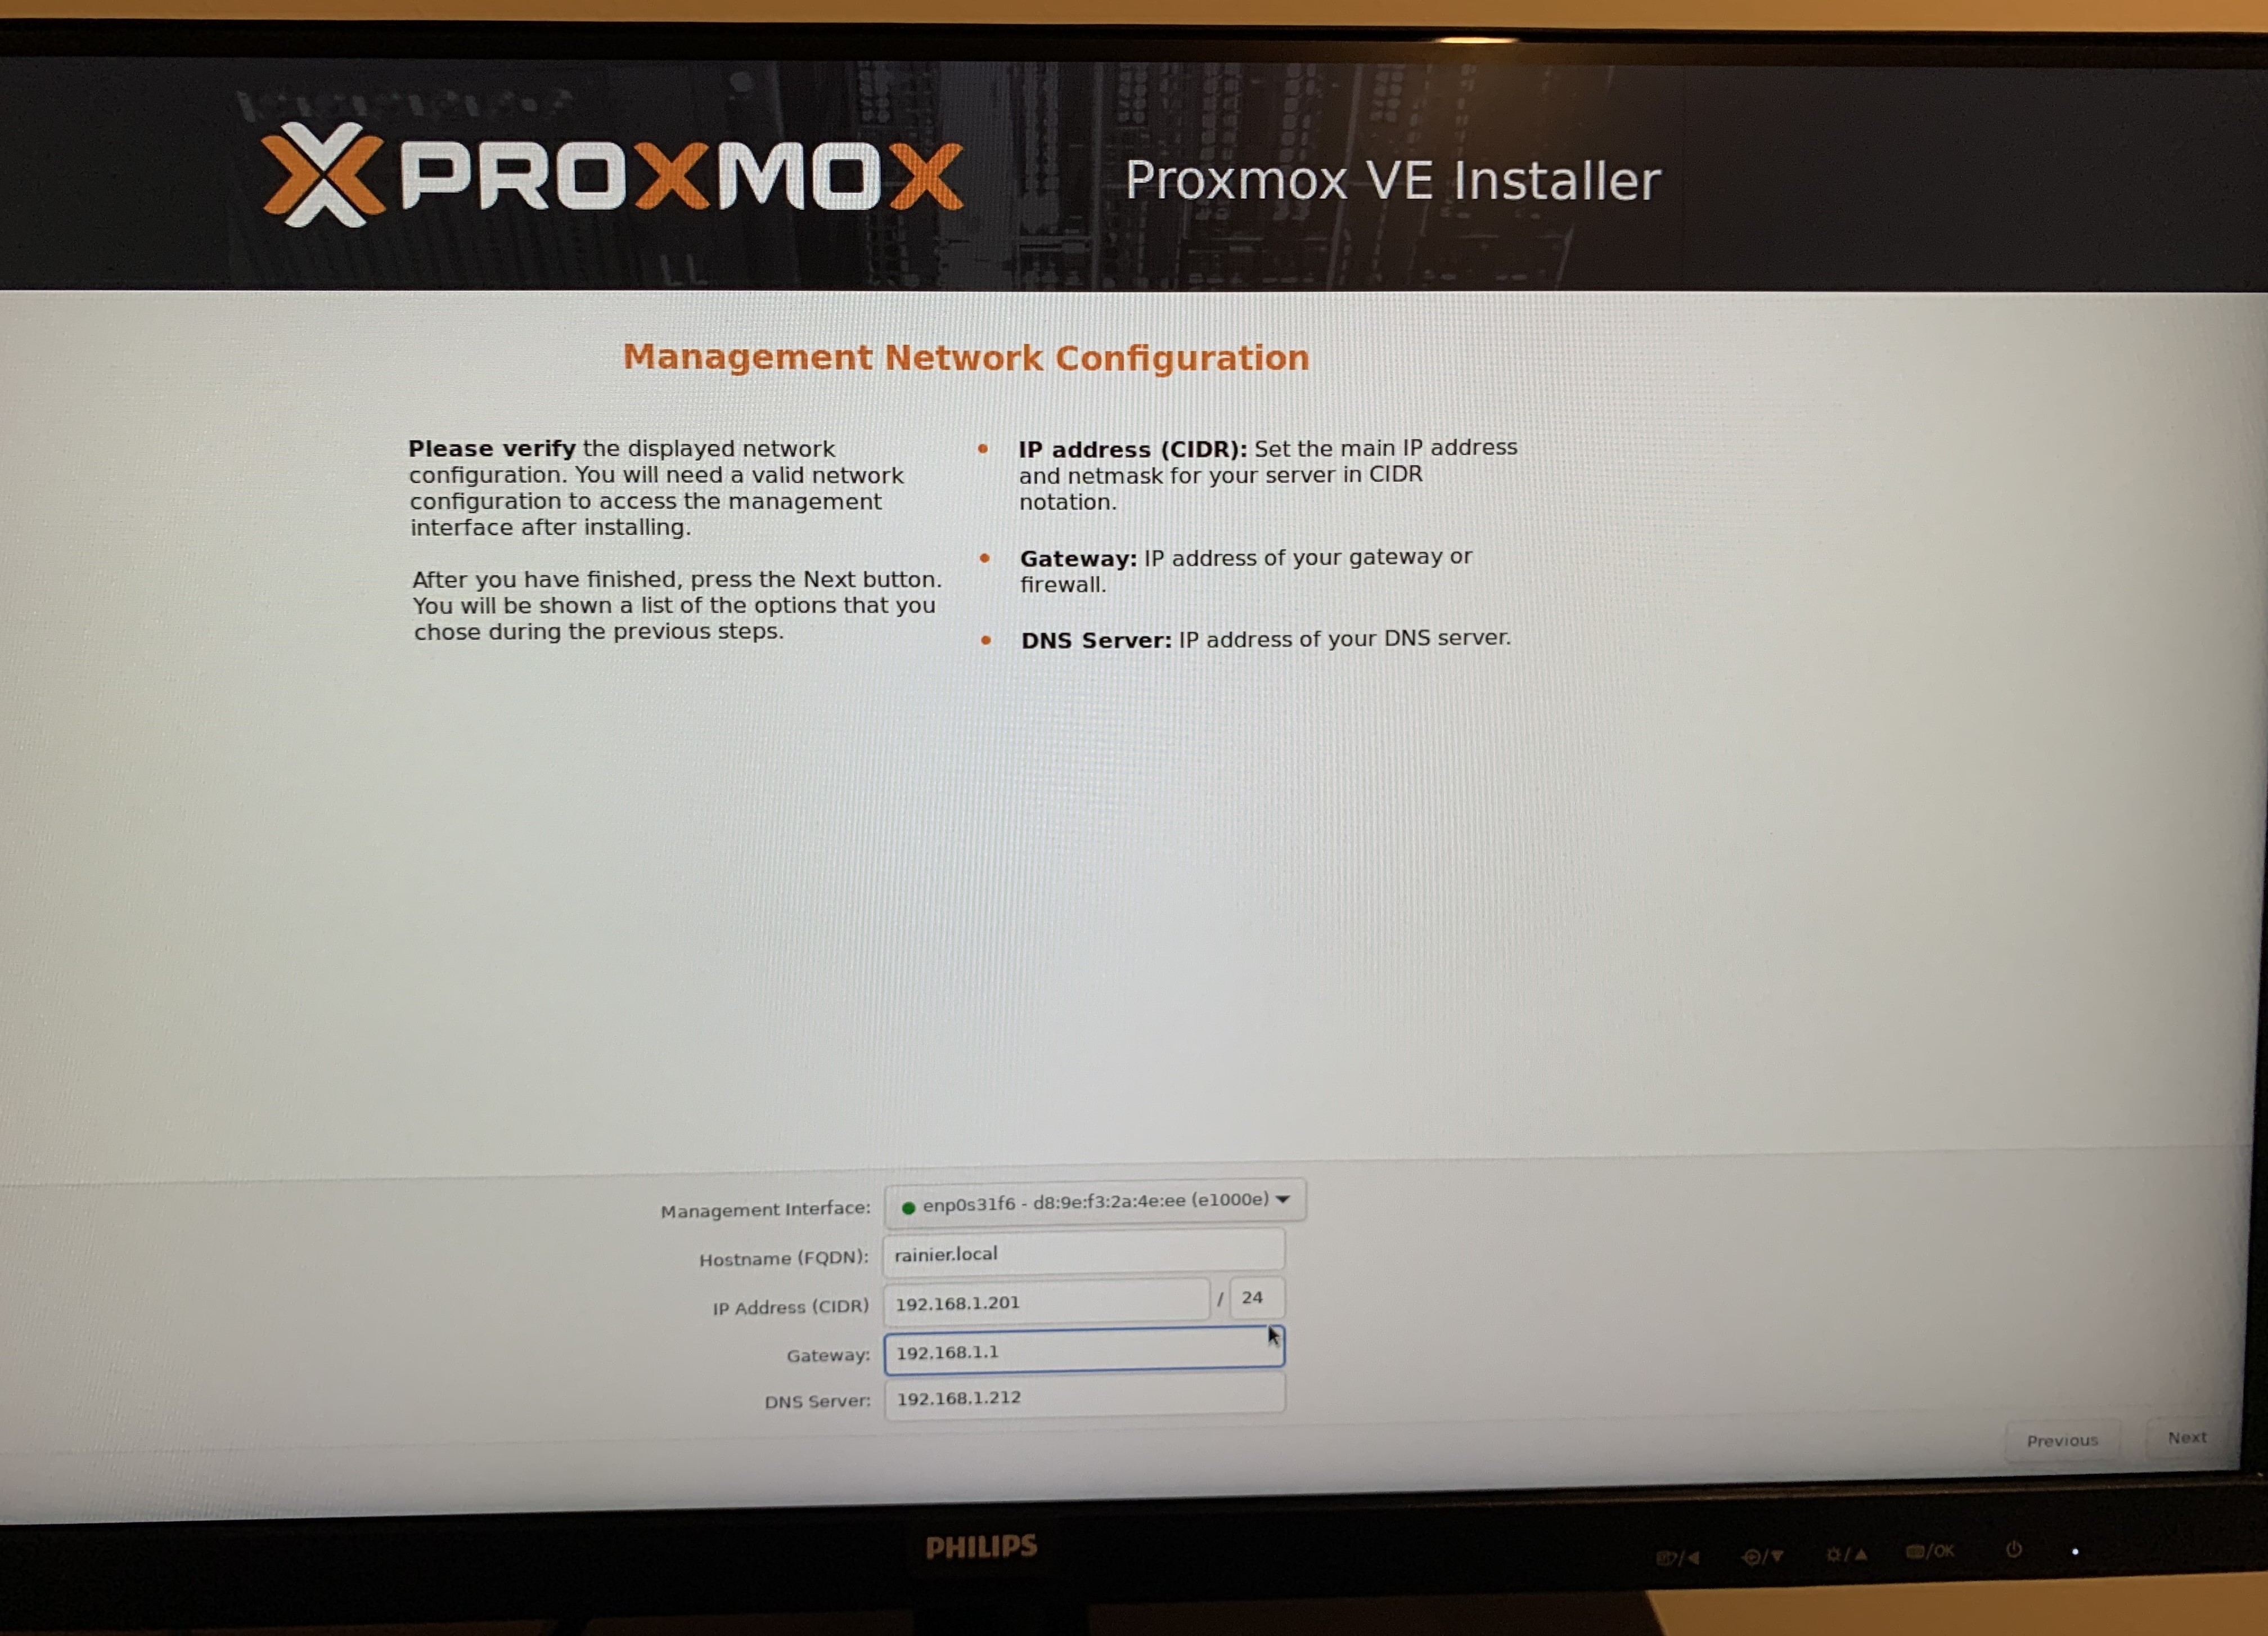 PROXMOX
Proxmox VE Installer
Management Network Configuration
Please verify the displayed network
configuration. You will need a valid network
configuration to access the management
interface after installing.
After you have finished, press the Next button.
You will be shown a list of the options that you
chose during the previous steps.
IP address (CIDR): Set the main IP address
and netmask for your server in CIDR
notation.
Gateway: IP address of your gateway or
firewall.
DNS Server: IP address of your DNS server.
Management Interface: enp0s31f6 - d8:9e:f3:2a:4e:ee (e1000e)
Hostname (FQDN): rainier.local
IP Address (CIDR) 192.168.1.201 / 24
Gateway: 192.168.1.1
DNS Server: 192.168.1.212
Previous Next
PHILIPS
/OK